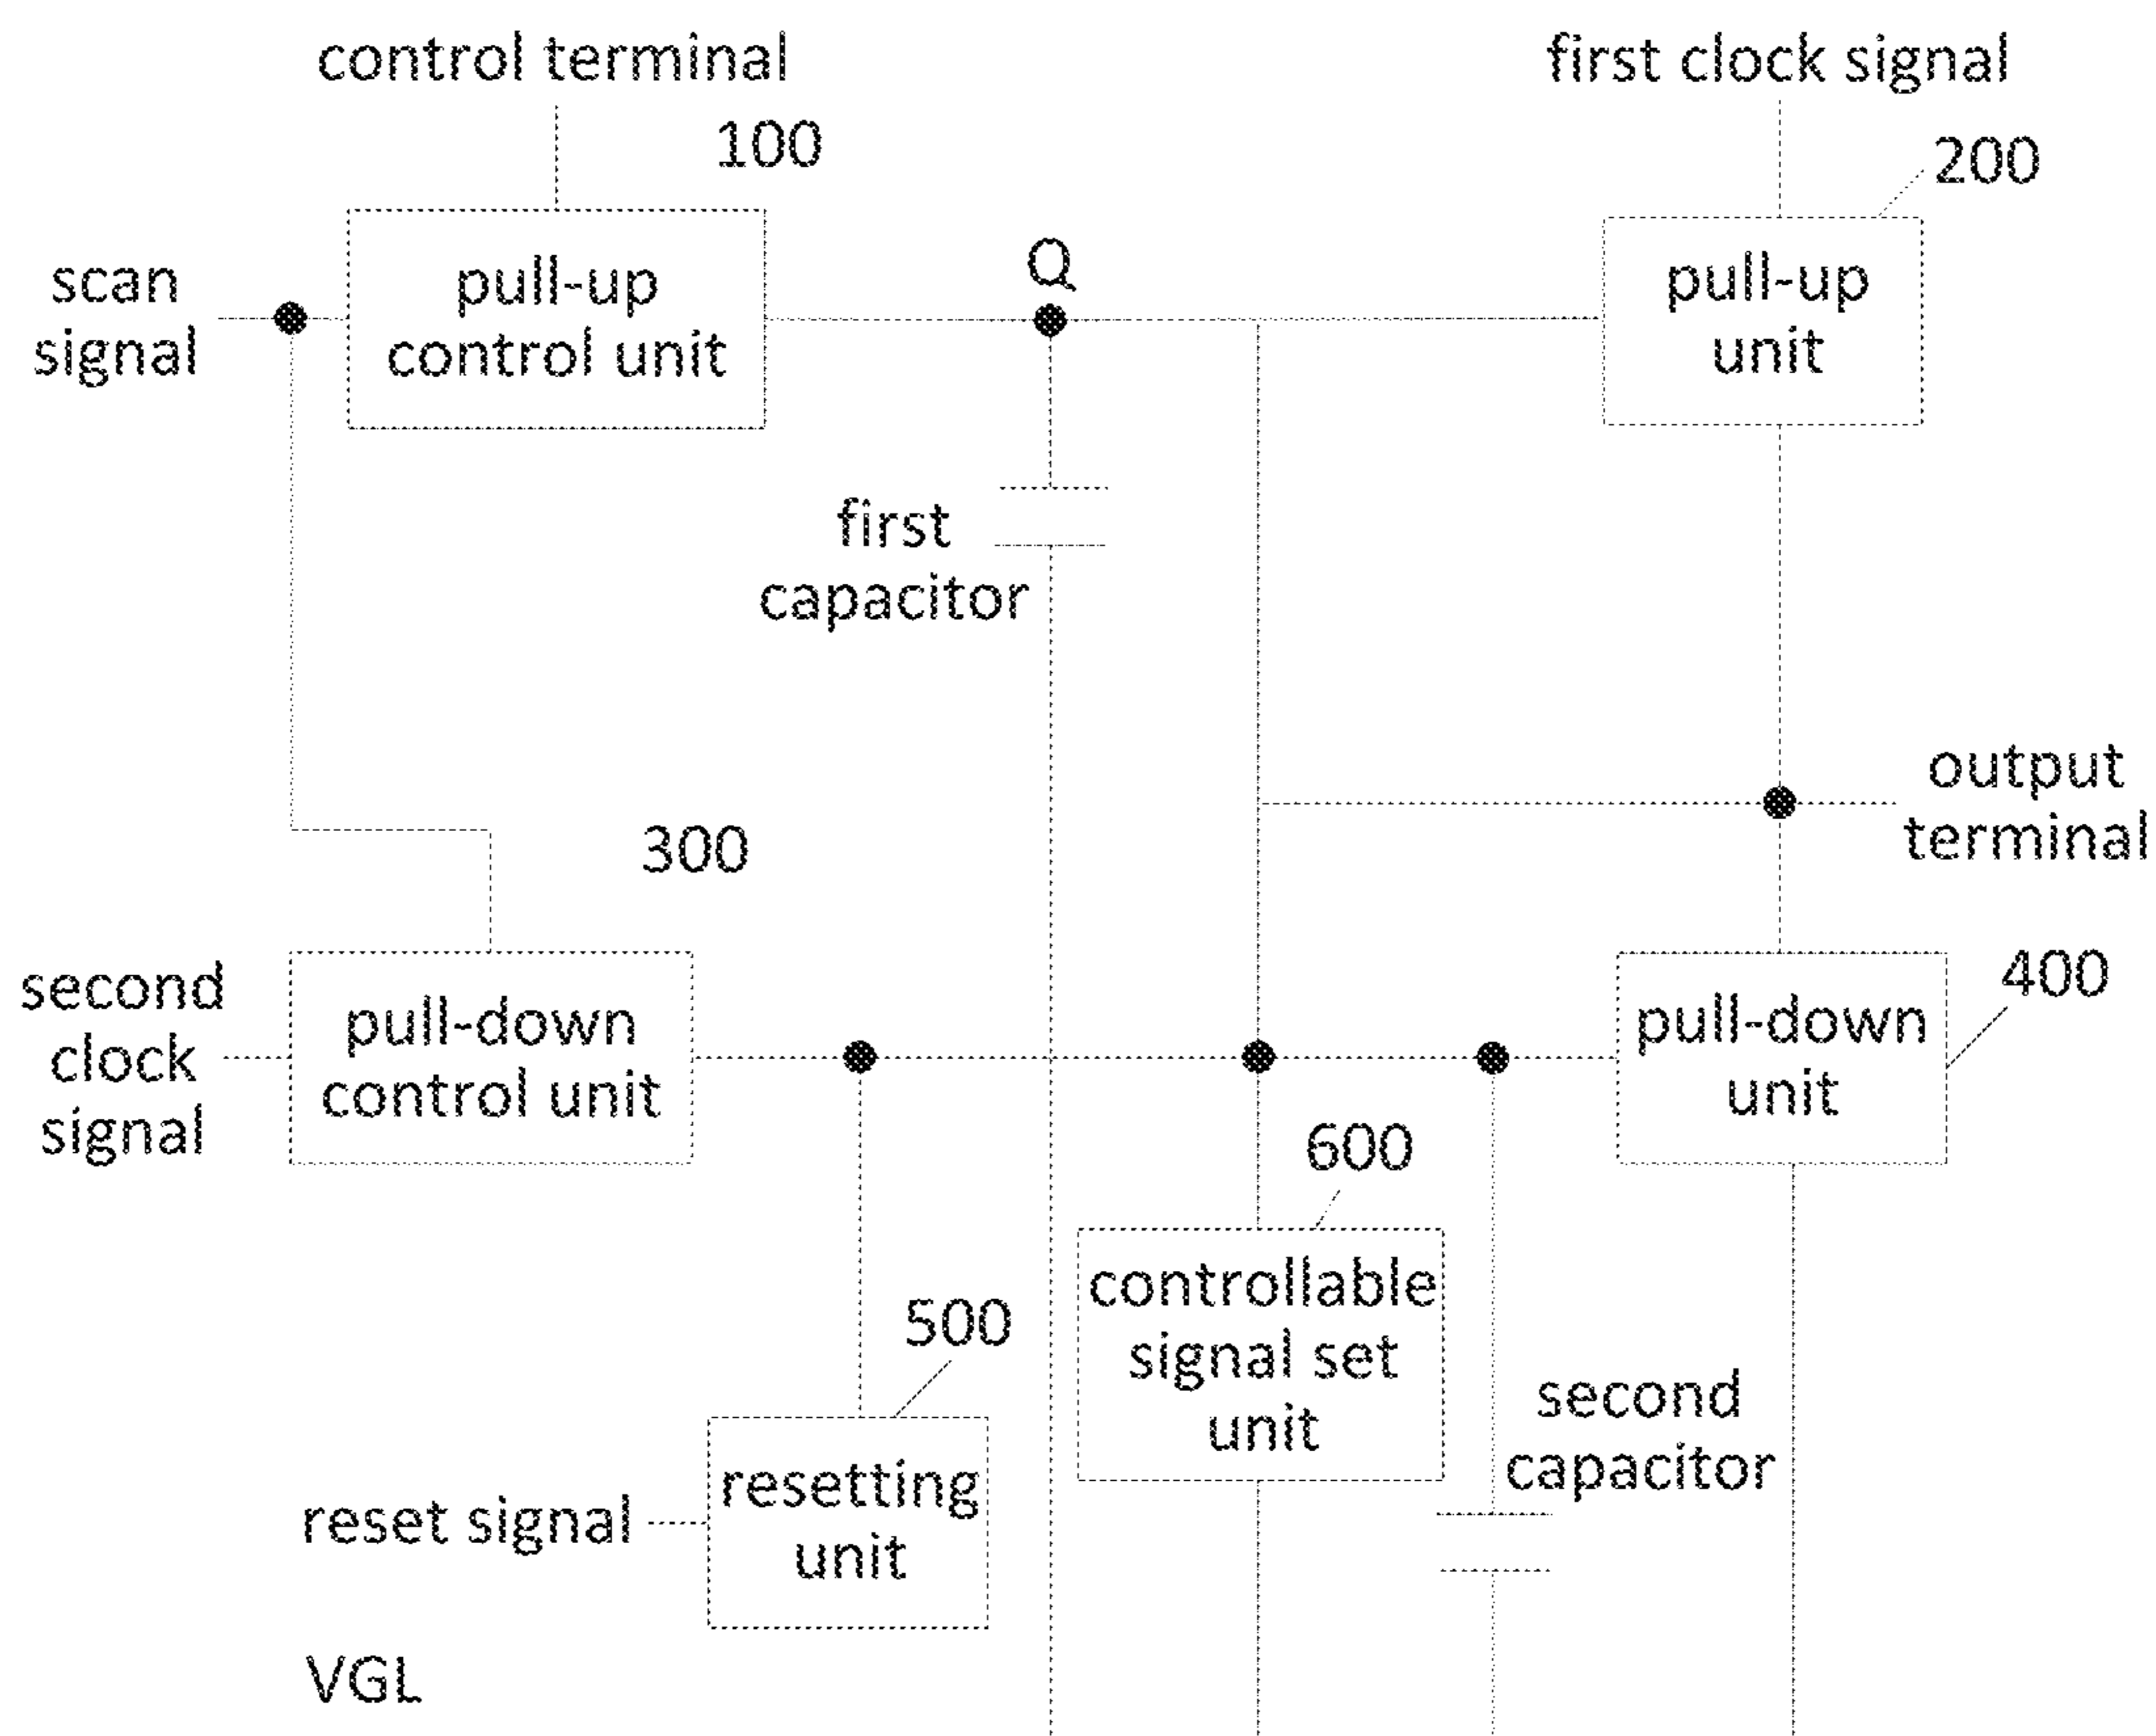 control terminal
first clock signal
100
200
scan
signal
pull-up
control unit
Q
pull-up
unit
first
capacitor
output
terminal
300
second
clock
signal
pull-down
control unit
pull-down
unit
400
600
controllable
signal set
unit
500
second
capacitor
reset signal
resetting
unit
VGL